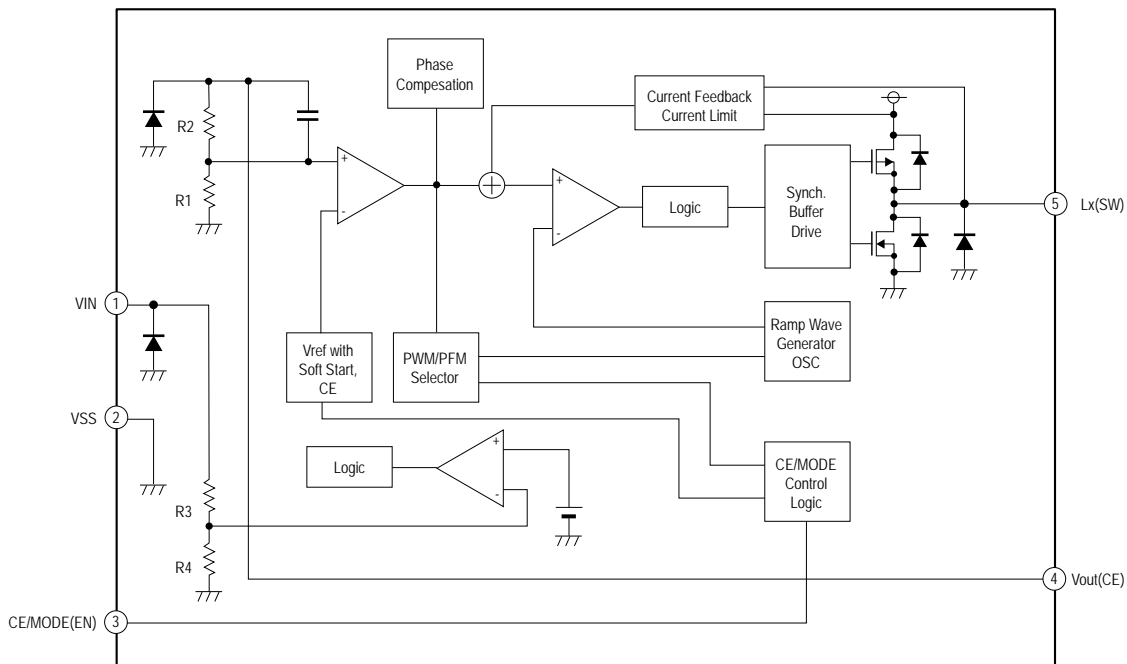 Phase
Compesation
Current Feedback
Current Limit
R2
+
R1
-
+
-
Logic
Synch.
Buffer
Drive
5 Lx(SW)
VIN 1
Vref with
Soft Start,
CE
PWM/PFM
Selector
Ramp Wave
Generator
OSC
VSS 2
Logic
+
-
CE/MODE
Control
Logic
R3
R4
4 Vout(CE)
CE/MODE(EN) 3